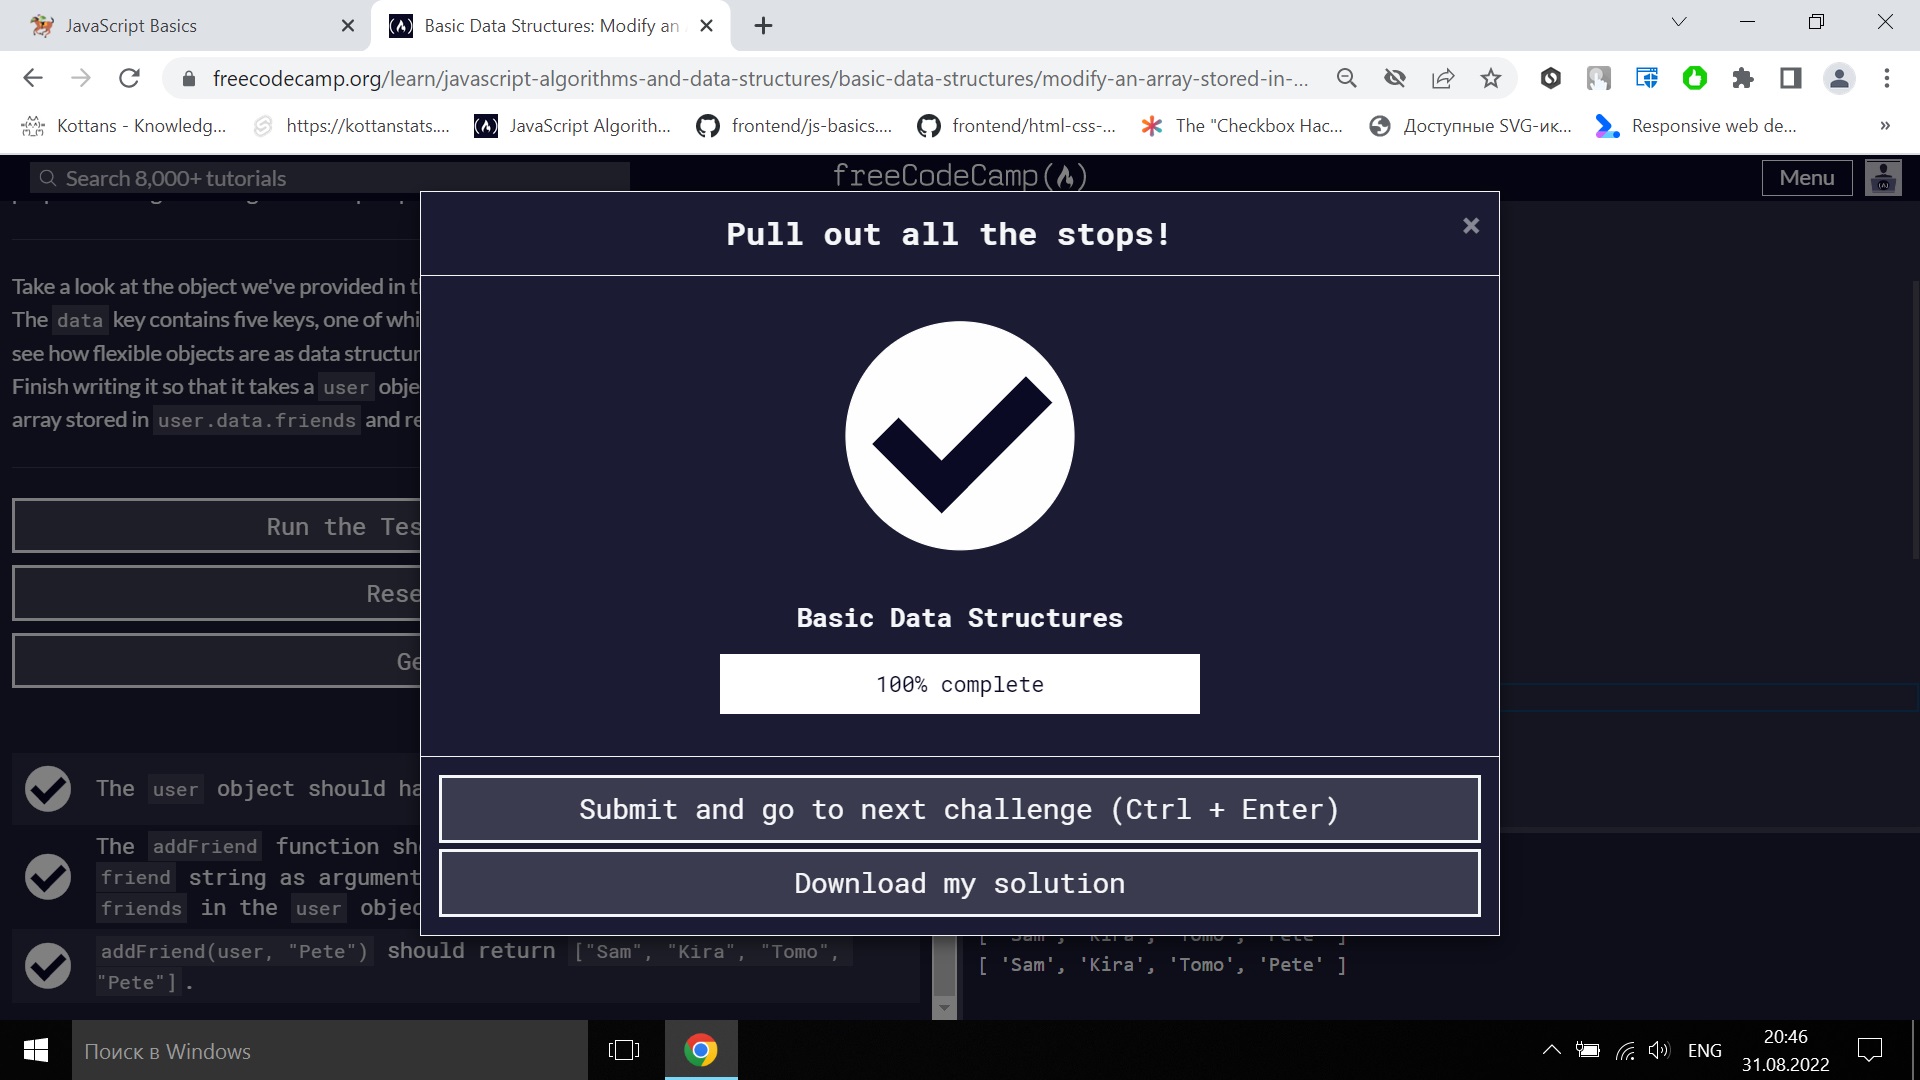 JavaScript Basics
Basic Data Structures: Modify an
freecodecamp.org/learn/javascript-algorithms-and-data-structures/basic-data-structures/modify-an-array-stored-in-...
Kottans - Knowledg...
https://kottanstats....
JavaScript Algorith...
frontend/js-basics....
frontend/html-css-...
The "Checkbox Hac...
Доступные SVG-ик...
Responsive web de...
»
Search 8,000+ tutorials
freeCodeCamp(🔥)
Menu
Pull out all the stops!
×
Take a look at the object we've provided in t
The data key contains five keys, one of whi
see how flexible objects are as data structur
Finish writing it so that it takes a user obje
array stored in user.data.friends and re
Run the Tes
Rese
Ge
Basic Data Structures
100% complete
Submit and go to next challenge (Ctrl + Enter)
Download my solution
The user object should ha
The addFriend function sh
friend string as argument
friends in the user objec
addFriend(user, "Pete") should return ["Sam", "Kira", "Tomo",
"Pete"].
[ 'Sam', 'Kira', 'Tomo', 'Pete' ]
[ 'Sam', 'Kira', 'Tomo', 'Pete' ]
Поиск в Windows
ENG
20:46
31.08.2022